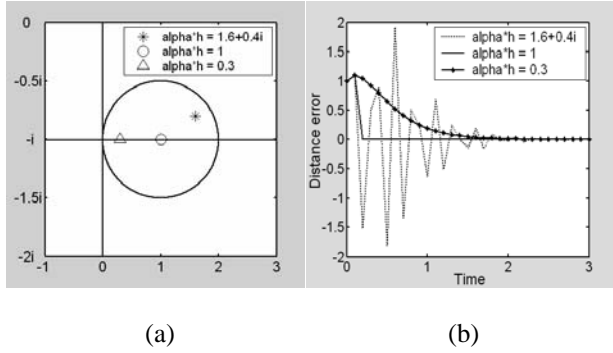 0
-0.5i
-i
-1.5i
-2i
-1
0
1
2
3
alpha*h = 1.6+0.4i
alpha*h = 1
alpha*h = 0.3
(a)
Distance error
2
1.5
1
0.5
0
-0.5
-1
-1.5
-2
0
1
2
3
Time
alpha*h = 1.6+0.4i
alpha*h = 1
alpha*h = 0.3
(b)